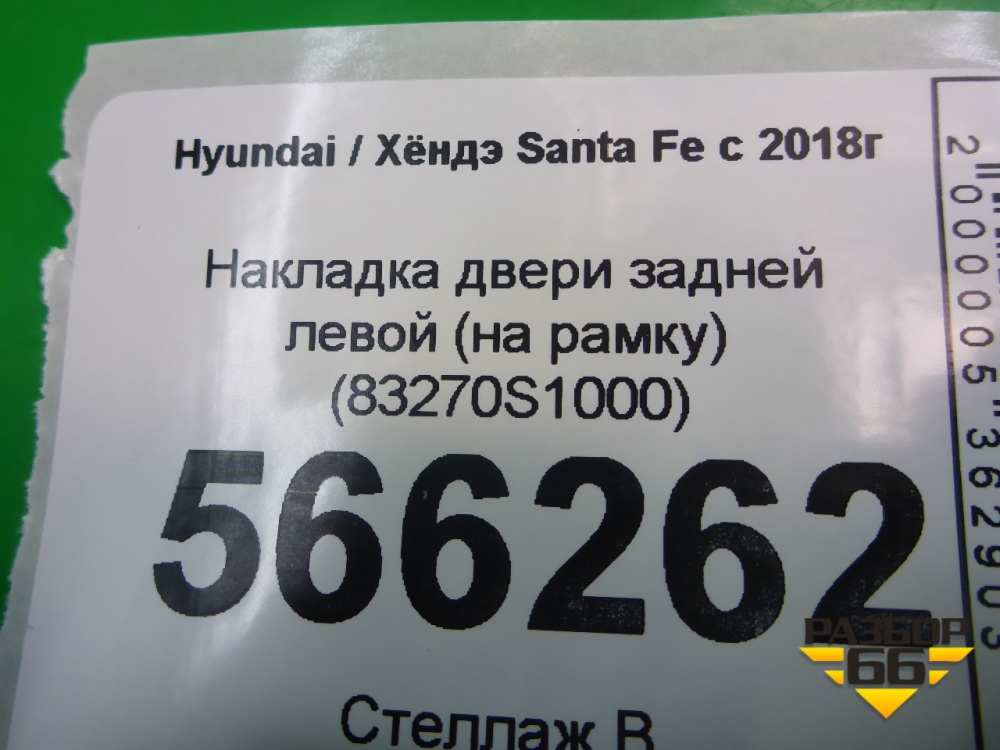 Hyundai / Хёндэ Santa Fe с 2018г
Накладка двери задней
левой (на рамку)
(83270S1000)
566262
Стеллаж В
2000005362903
РАЗБОР
66